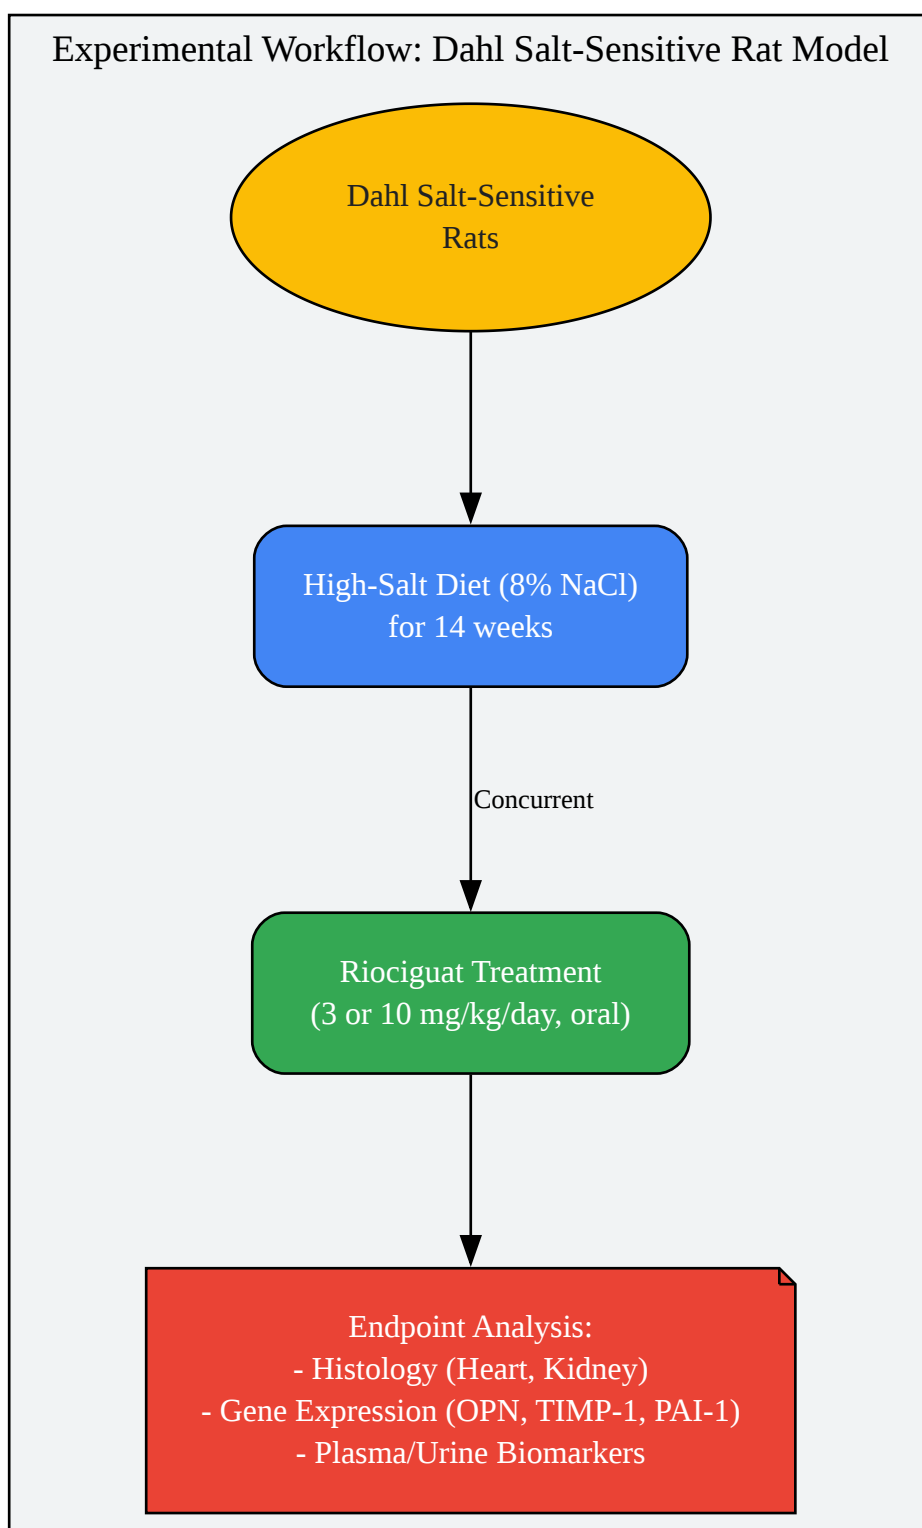 Experimental Workflow: Dahl Salt-Sensitive Rat Model
Dahl Salt-Sensitive
Rats
High-Salt Diet (8% NaCl)
for 14 weeks
Concurrent
Riociguat Treatment
(3 or 10 mg/kg/day, oral)
Endpoint Analysis:
- Histology (Heart, Kidney)
- Gene Expression (OPN, TIMP-1, PAI-1)
- Plasma/Urine Biomarkers